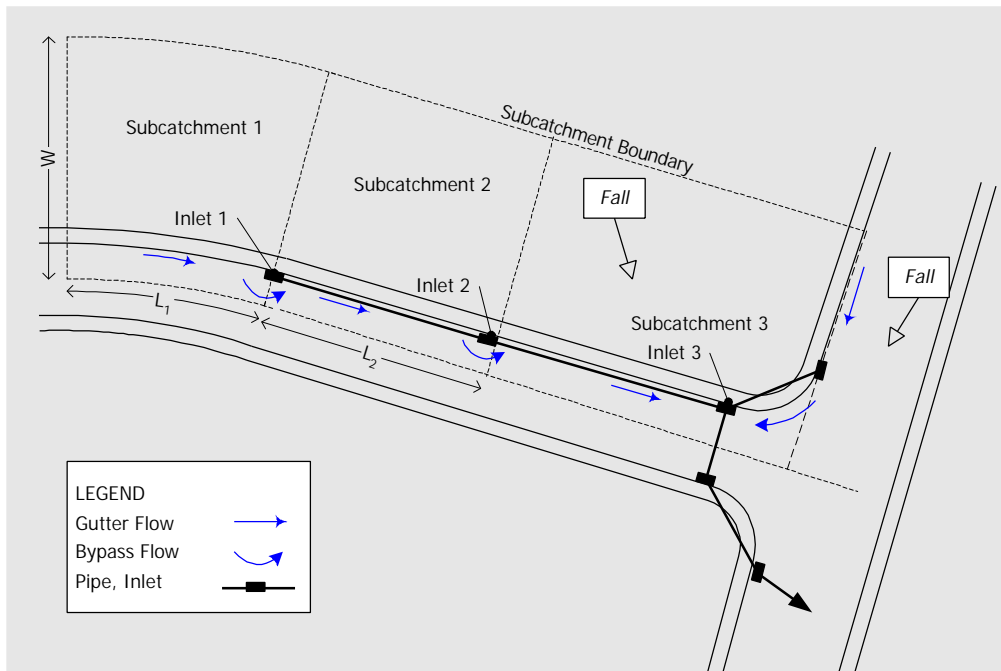 Subcatchment 1
Subcatchment Boundary
W
Subcatchment 2
Fall
Inlet 1
Fall
Inlet 2
L1
Subcatchment 3
Inlet 3
L2
LEGEND
Gutter Flow
Bypass Flow
Pipe, Inlet